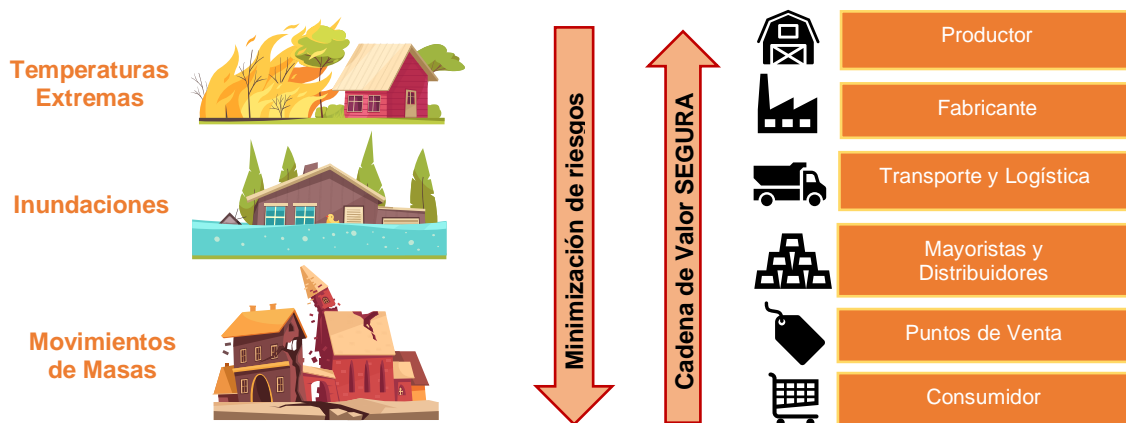 Temperaturas
Extremas
Inundaciones
Movimientos
de Masas
Minimización de riesgos
Cadena de Valor SEGURA
Productor
Fabricante
Transporte y Logística
Mayoristas y
Distribuidores
Puntos de Venta
Consumidor